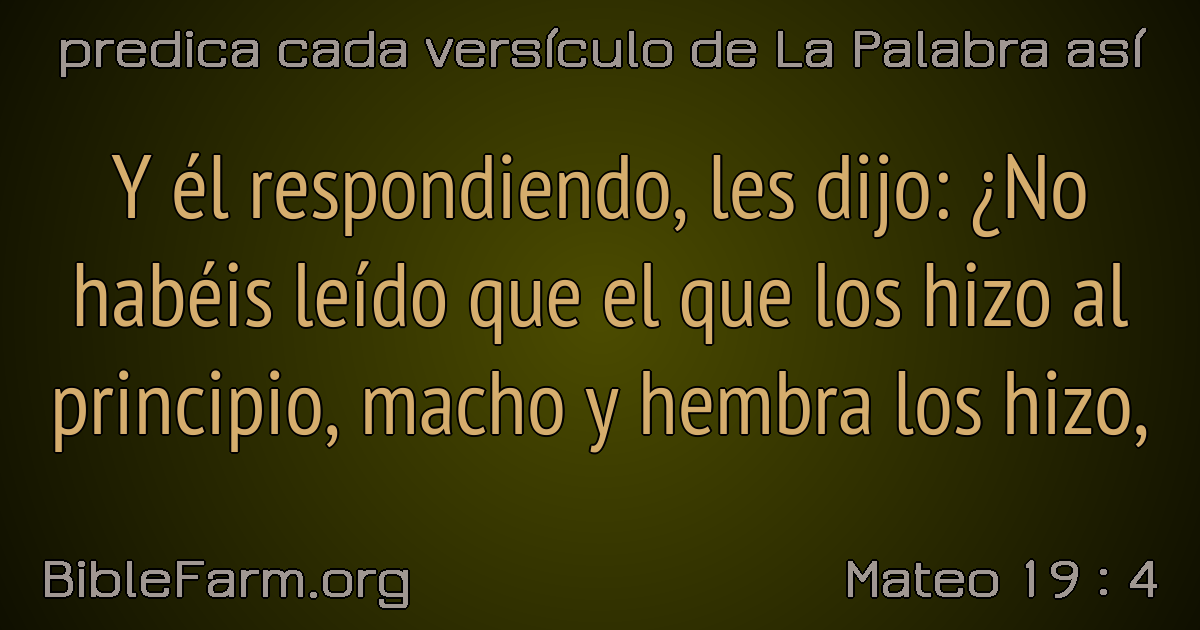 predica cada versículo de La Palabra así
Y él respondiendo, les dijo: ¿No
habéis leído que el que los hizo al
principio, macho y hembra los hizo,
BibleFarm.org
Mateo 19 : 4